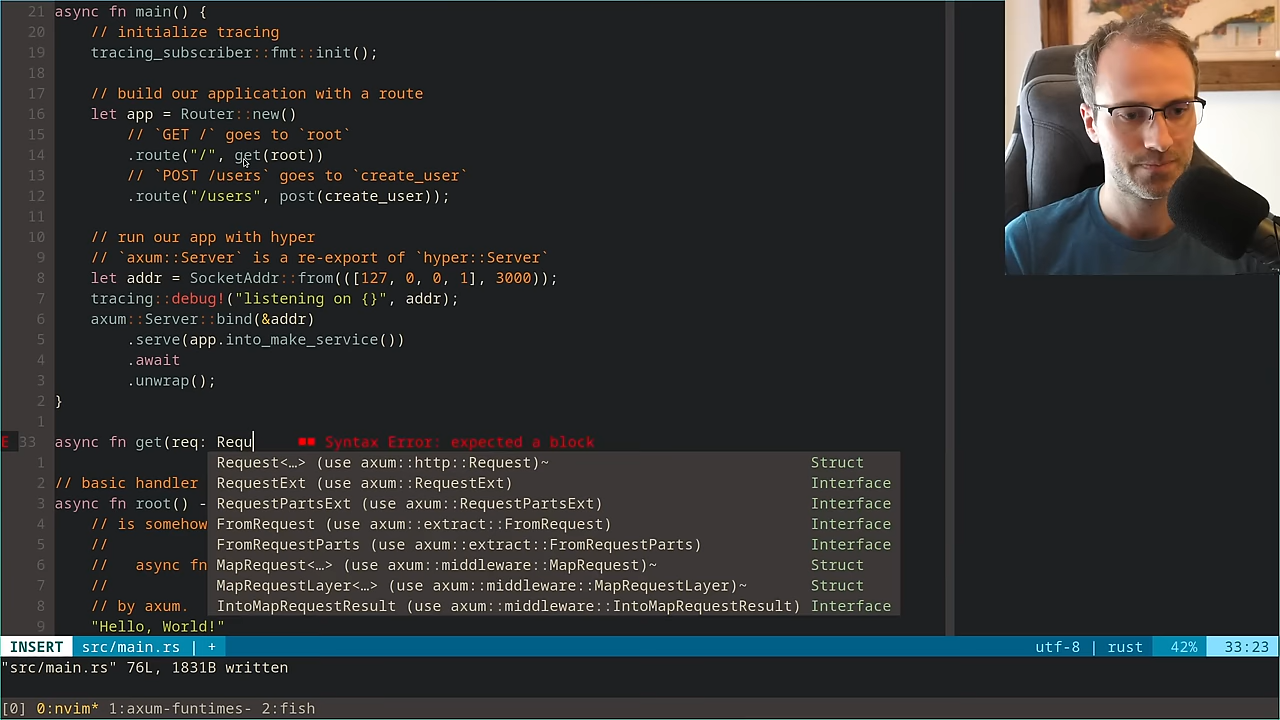 21 async fn main() {
20 // initialize tracing
19 tracing_subscriber::fmt::init();
18
17 // build our application with a route
16 let app = Router::new()
15 // `GET /` goes to `root`
14 .route("/", get(root))
13 // `POST /users` goes to `create_user`
12 .route("/users", post(create_user));
11
10 // run our app with hyper
9 // `axum::Server` is a re-export of `hyper::Server`
8 let addr = SocketAddr::from(([127, 0, 0, 1], 3000));
7 tracing::debug!("listening on {}", addr);
6 axum::Server::bind(&addr)
5 .serve(app.into_make_service())
4 .await
3 .unwrap();
2 }
1
E 33 async fn get(req: Requ ■■ Syntax Error: expected a block
1 Request<…> (use axum::http::Request)~ Struct
2 // basic handler RequestExt (use axum::RequestExt) Interface
3 async fn root() - RequestPartsExt (use axum::RequestPartsExt) Interface
4 // is somehow FromRequest (use axum::extract::FromRequest) Interface
5 // FromRequestParts (use axum::extract::FromRequestParts) Interface
6 // async fn MapRequest<…> (use axum::middleware::MapRequest)~ Struct
7 // MapRequestLayer<…> (use axum::middleware::MapRequestLayer)~ Struct
8 // by axum. IntoMapRequestResult (use axum::middleware::IntoMapRequestResult) Interface
9 "Hello, World!"
INSERT src/main.rs | + utf-8 | rust 42% 33:23
"src/main.rs" 76L, 1831B written
[0] 0:nvim* 1:axum-funtimes- 2:fish